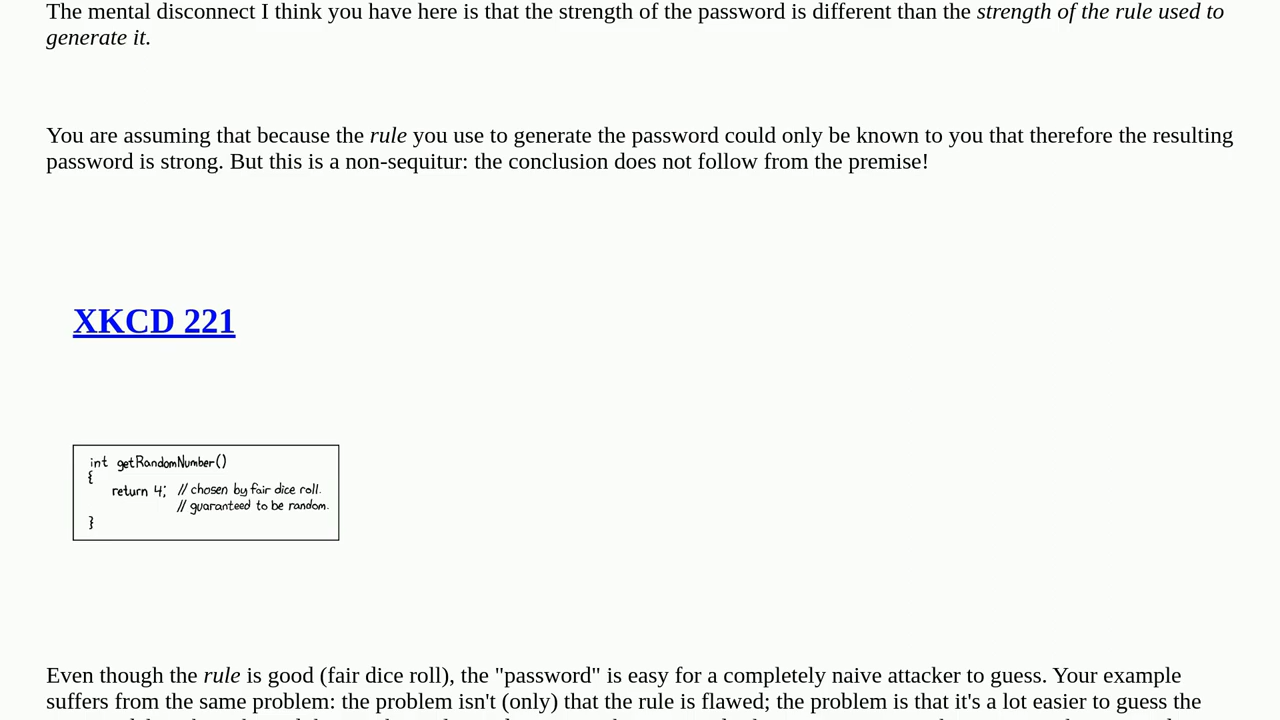 The mental disconnect I think you have here is that the strength of the password is different than the strength of the rule used to
generate it.
You are assuming that because the rule you use to generate the password could only be known to you that therefore the resulting
password is strong. But this is a non-sequitur: the conclusion does not follow from the premise!
XKCD 221
int getRandomNumber()
{
return 4; // chosen by fair dice roll.
// guaranteed to be random.
}
Even though the rule is good (fair dice roll), the "password" is easy for a completely naive attacker to guess. Your example
suffers from the same problem: the problem isn't (only) that the rule is flawed; the problem is that it's a lot easier to guess the